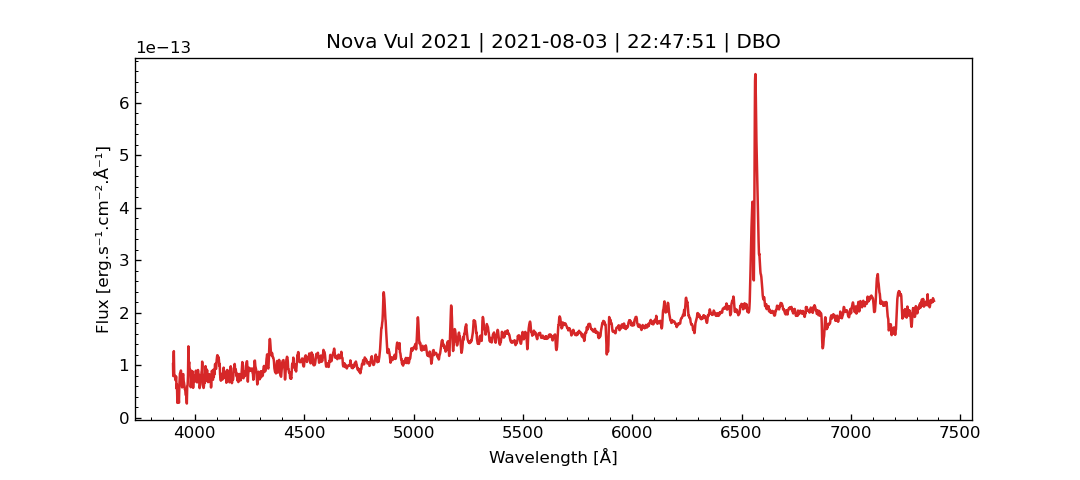 Nova Vul 2021 | 2021-08-03 | 22:47:51 | DBO
1e−13
6
5
4
3
2
1
0
Flux [erg.s⁻¹.cm⁻².Å⁻¹]
4000 4500 5000 5500 6000 6500 7000 7500
Wavelength [Å]